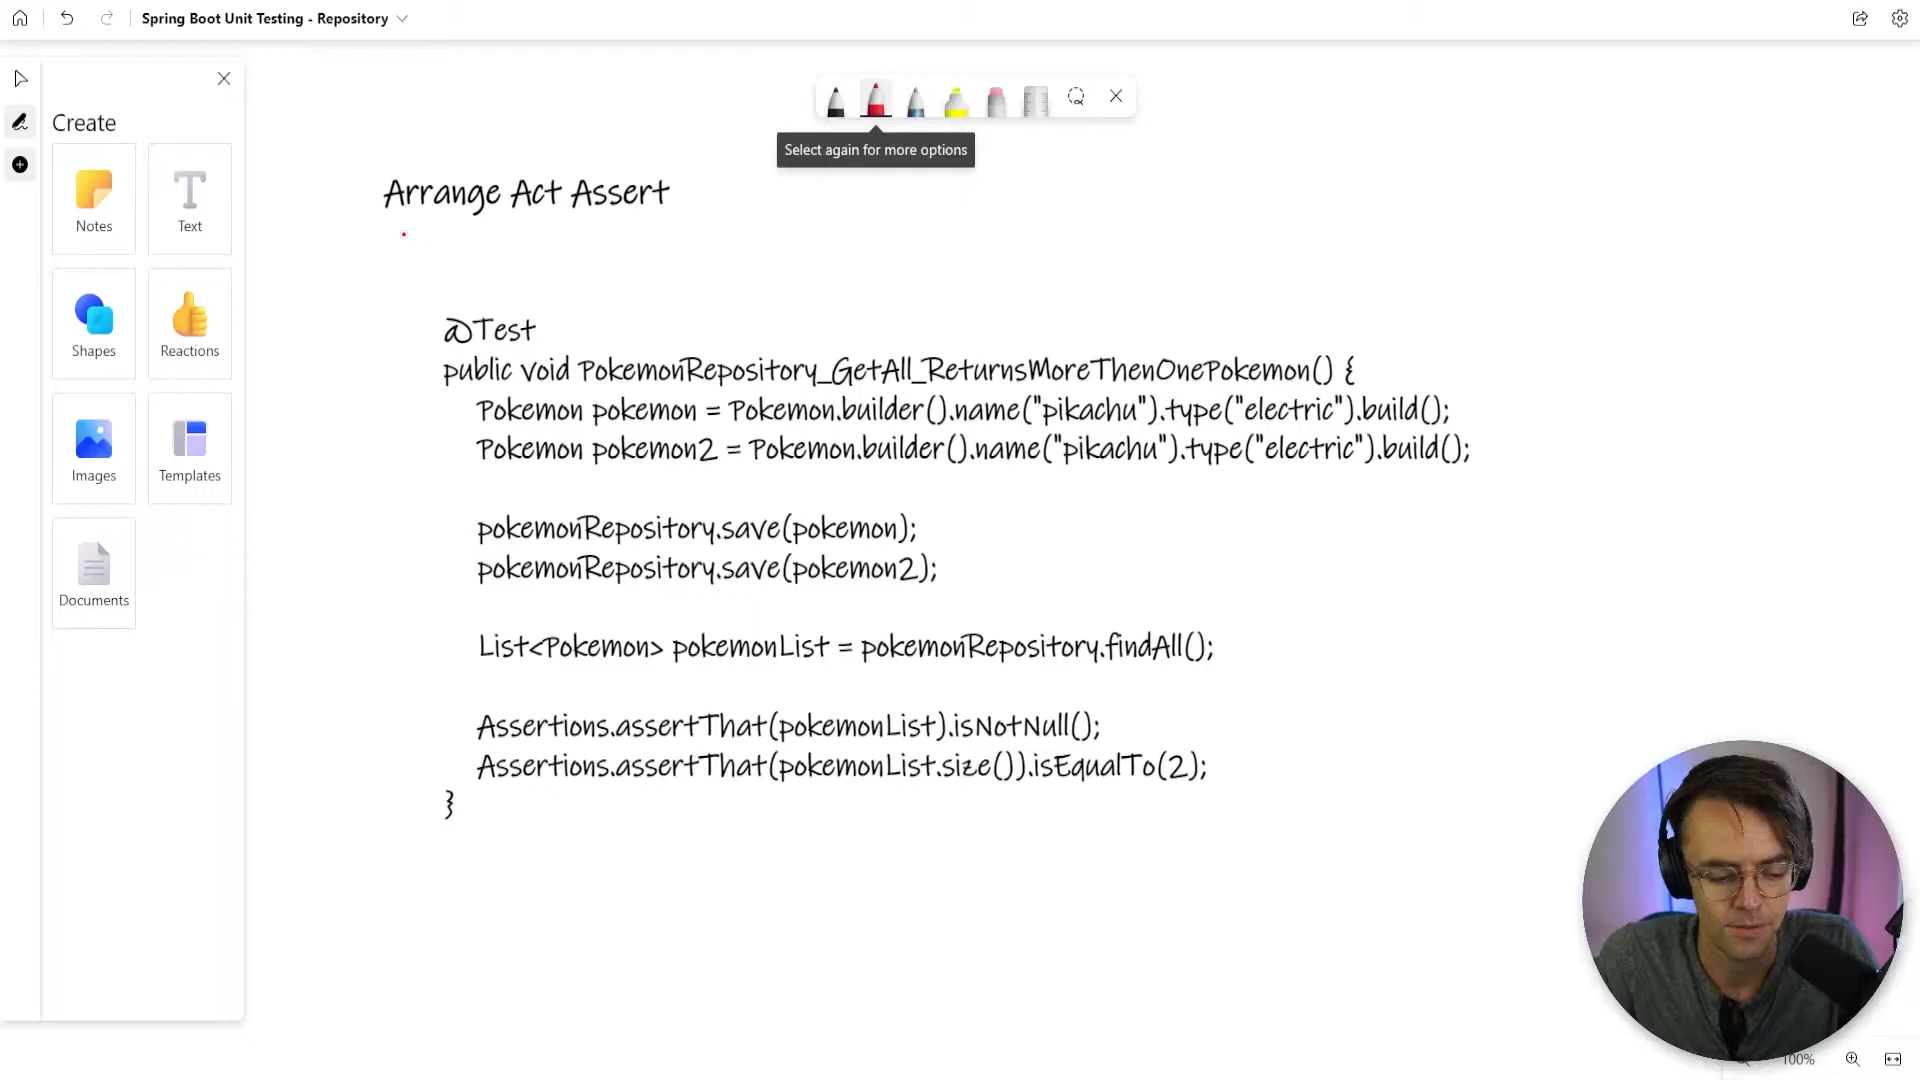 Spring Boot Unit Testing - Repository
Create
Notes
Text
Shapes
Reactions
Images
Templates
Documents
Select again for more options
Arrange Act Assert
@Test
public void PokemonRepository_GetAll_ReturnsMoreThenOnePokemon() {
Pokemon pokemon = Pokemon.builder().name("pikachu").type("electric").build();
Pokemon pokemon2 = Pokemon.builder().name("pikachu").type("electric").build();
pokemonRepository.save(pokemon);
pokemonRepository.save(pokemon2);
List<Pokemon> pokemonList = pokemonRepository.findAll();
Assertions.assertThat(pokemonList).isNotNull();
Assertions.assertThat(pokemonList.size()).isEqualTo(2);
}
100%